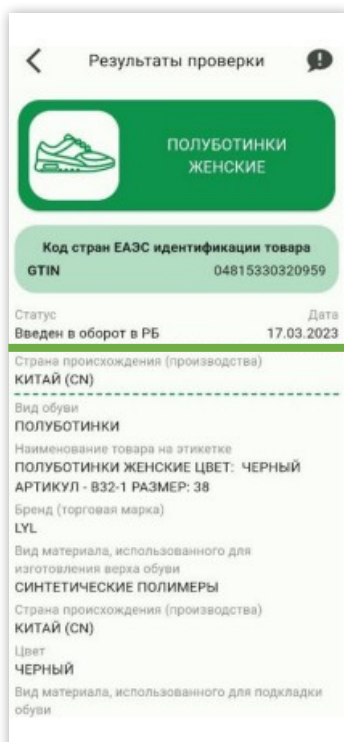 Результаты проверки
ПОЛУБОТИНКИ
ЖЕНСКИЕ
Код стран ЕАЭС идентификации товара
GTIN 04815330320959
Статус Дата
Введен в оборот в РБ 17.03.2023
Страна происхождения (производства)
КИТАЙ (CN)
Вид обуви
ПОЛУБОТИНКИ
Наименование товара на этикетке
ПОЛУБОТИНКИ ЖЕНСКИЕ ЦВЕТ: ЧЕРНЫЙ
АРТИКУЛ - B32-1 РАЗМЕР: 38
Бренд (торговая марка)
LYL
Вид материала, использованного для
изготовления верха обуви
СИНТЕТИЧЕСКИЕ ПОЛИМЕРЫ
Страна происхождения (производства)
КИТАЙ (CN)
Цвет
ЧЕРНЫЙ
Вид материала, использованного для подкладки
обуви